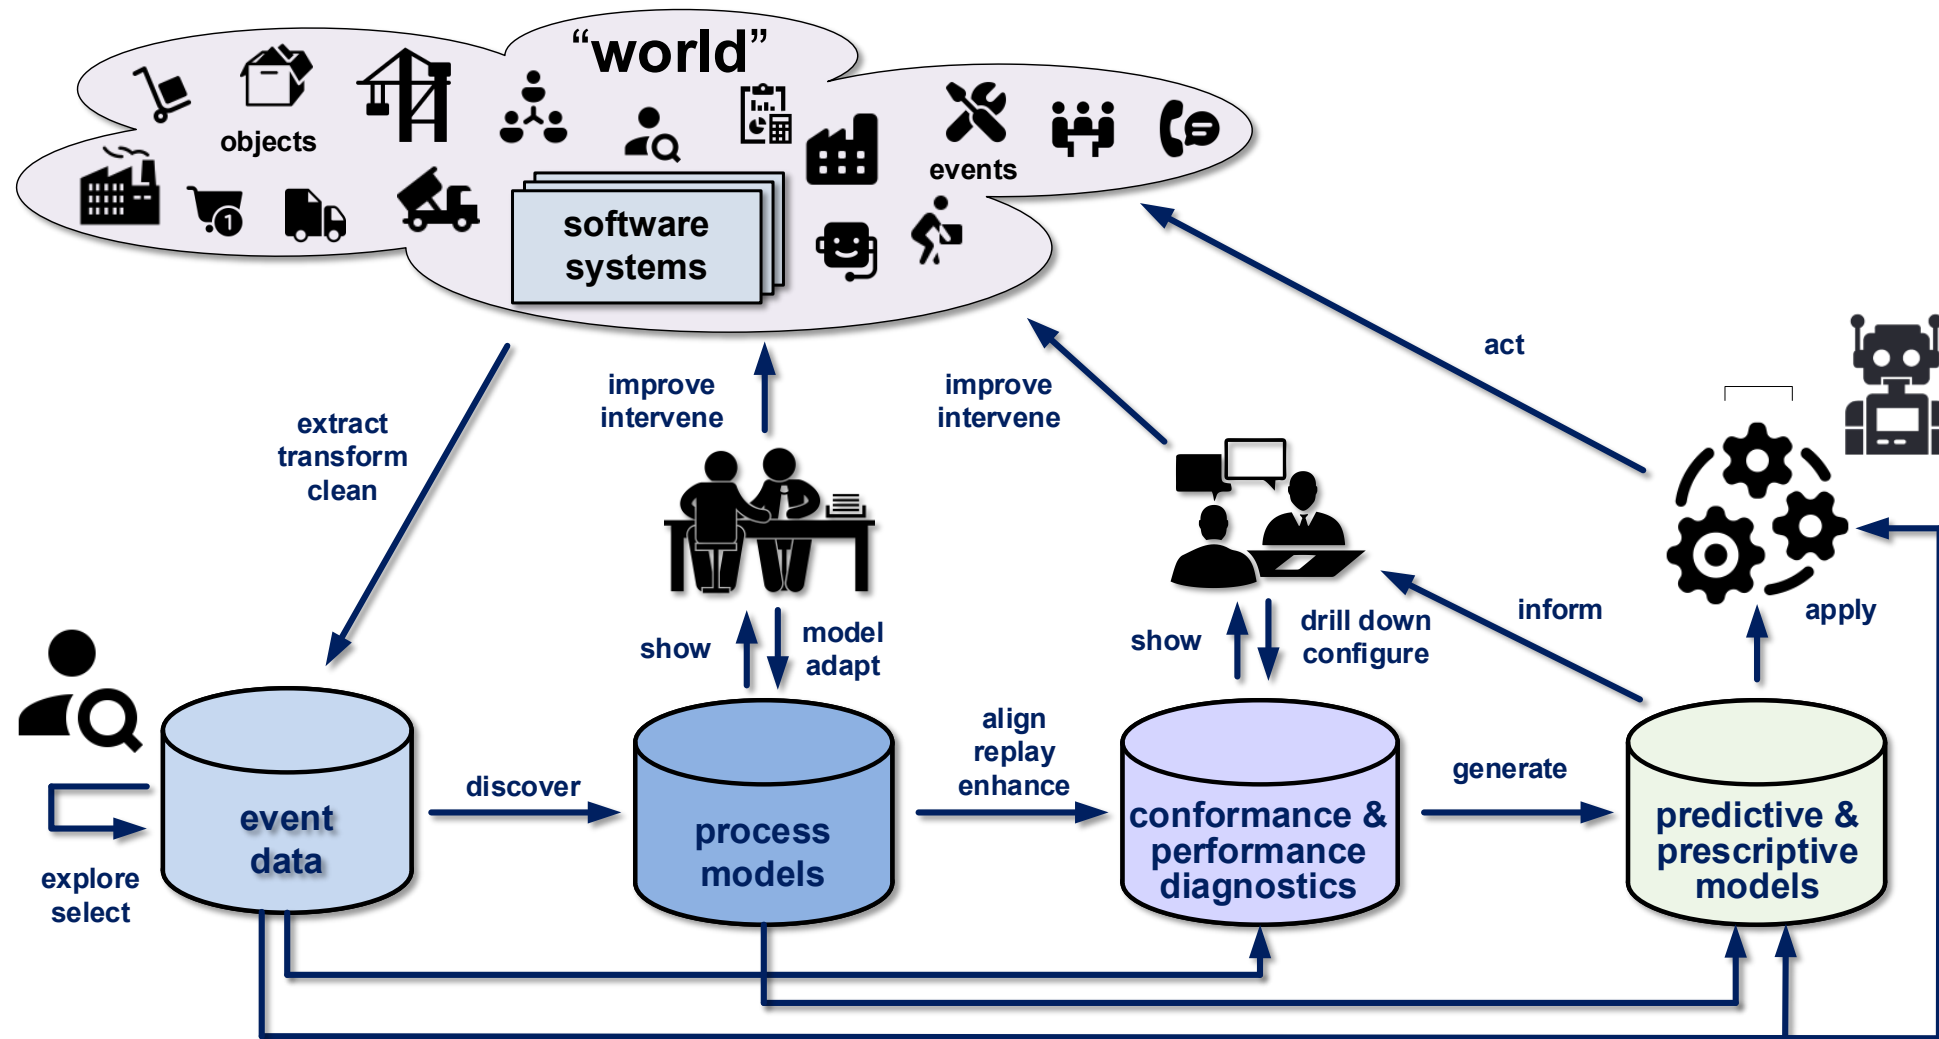 “world”
objects
events
1
software
systems
act
improve
intervene
improve
intervene
extract
transform
clean
show
model
adapt
show
drill down
configure
inform
apply
align
replay
enhance
discover
generate
event
data
process
models
conformance &
performance
diagnostics
predictive &
prescriptive
models
explore
select